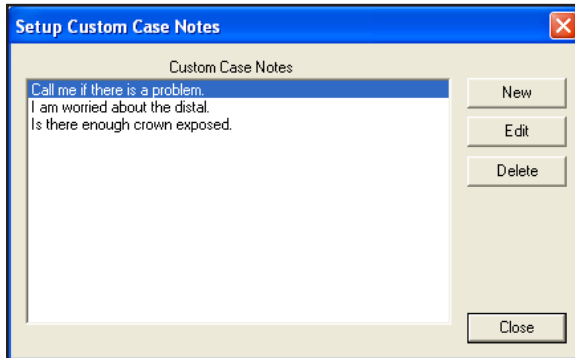 Setup Custom Case Notes
Custom Case Notes
Call me if there is a problem.
I am worried about the distal.
Is there enough crown exposed.
New
Edit
Delete
Close